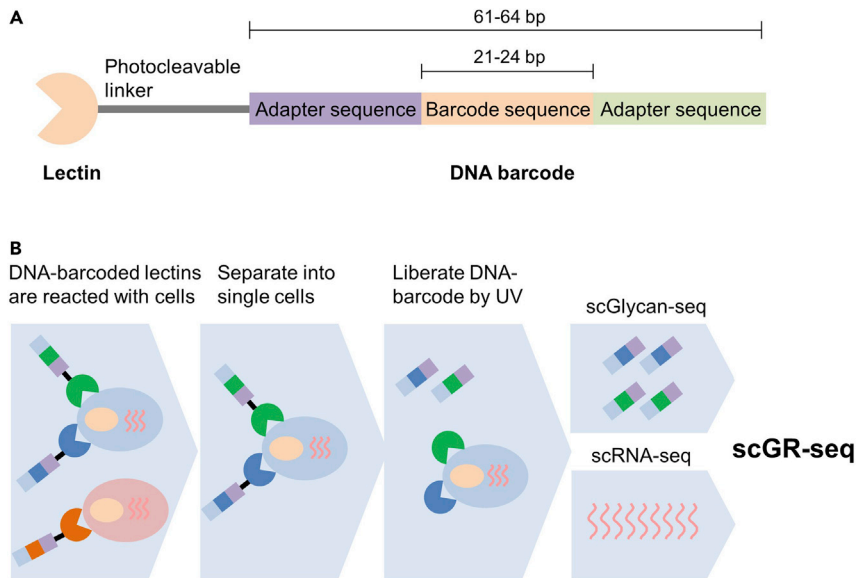 A
61-64 bp
21-24 bp
Photocleavable
linker
Adapter sequence
Barcode sequence
Adapter sequence
Lectin
DNA barcode
B
DNA-barcoded lectins
are reacted with cells
Separate into
single cells
Liberate DNA-
barcode by UV
scGlycan-seq
scRNA-seq
scGR-seq